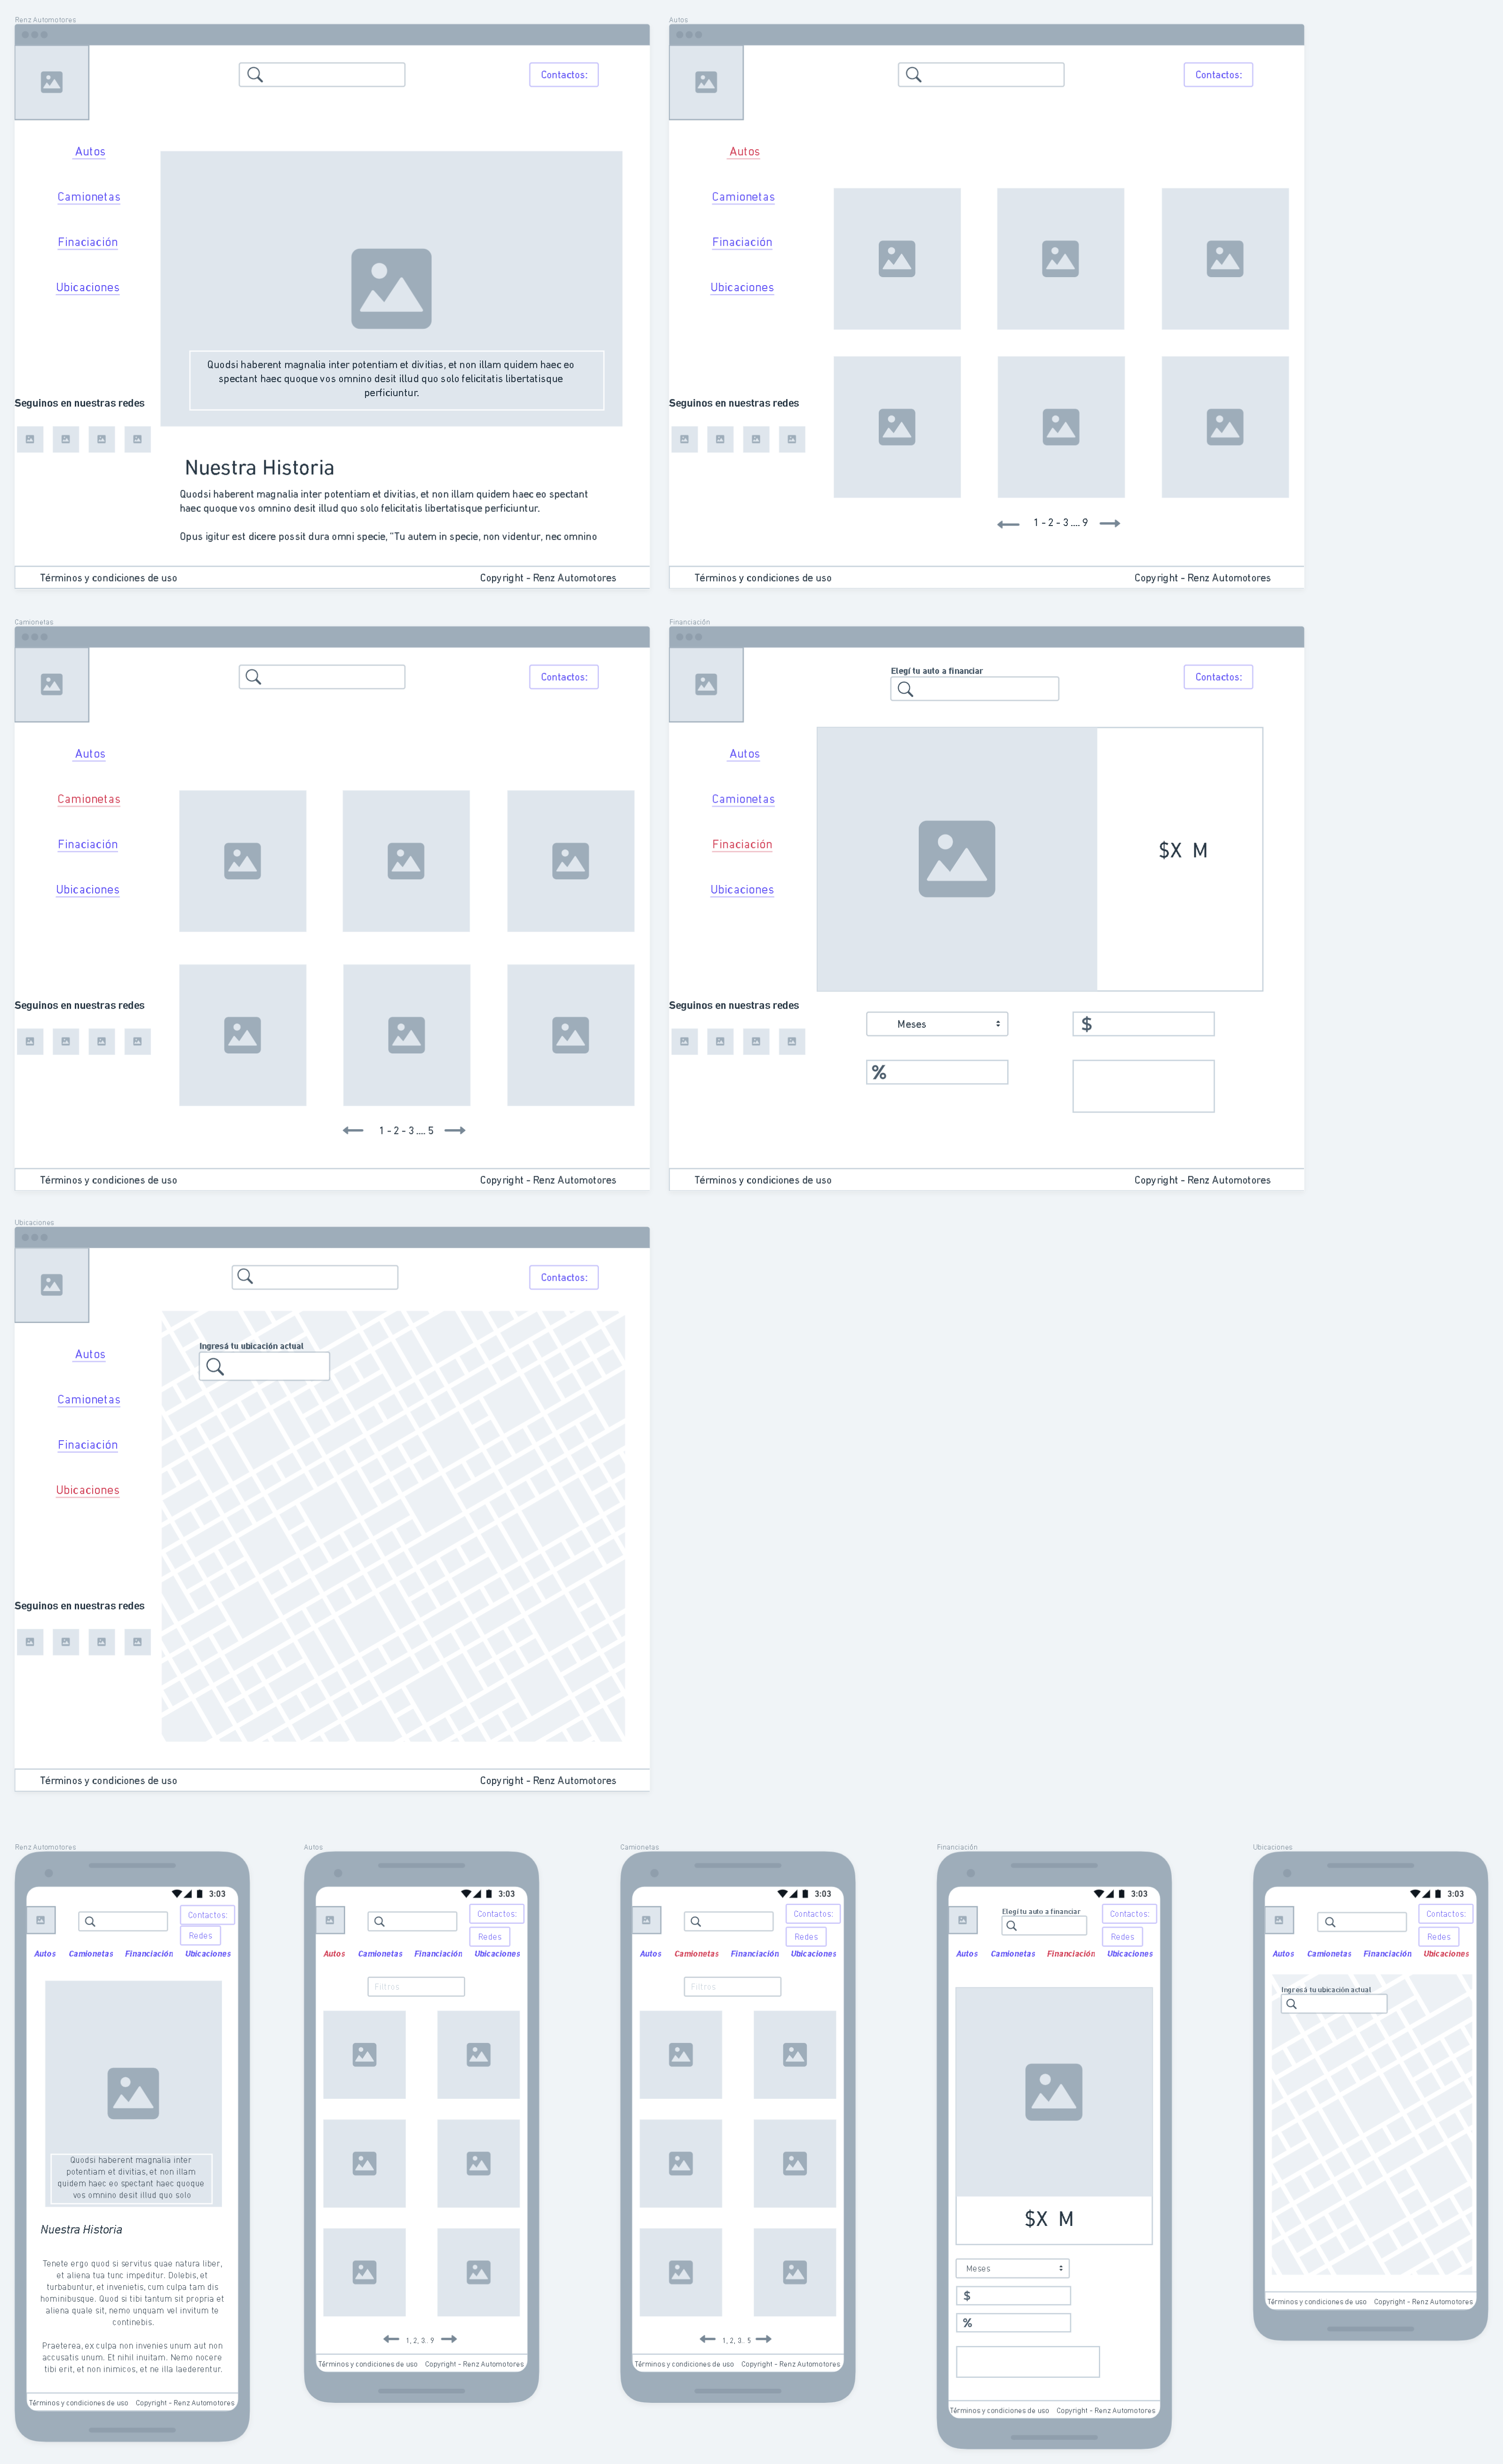 Renz Automotores
Contactos:
Autos
Camionetas
Finaciación
Ubicaciones
Quodsi haberent magnalia inter potentiam et divitias, et non illam quidem haec eo
spectant haec quoque vos omnino desit illud quo solo felicitatis libertatisque
perficiuntur.
Seguinos en nuestras redes
Nuestra Historia
Quodsi haberent magnalia inter potentiam et divitias, et non illam quidem haec eo spectant
haec quoque vos omnino desit illud quo solo felicitatis libertatisque perficiuntur.
Opus igitur est dicere possit dura omni specie, "Tu autem in specie, non videntur, nec omnino
Términos y condiciones de uso
Copyright - Renz Automotores
Autos
Contactos:
Autos
Camionetas
Finaciación
Ubicaciones
Seguinos en nuestras redes
1 - 2 - 3 .... 9
Términos y condiciones de uso
Copyright - Renz Automotores
Camionetas
Contactos:
Autos
Camionetas
Finaciación
Ubicaciones
Seguinos en nuestras redes
1 - 2 - 3 .... 5
Términos y condiciones de uso
Copyright - Renz Automotores
Financiación
Elegí tu auto a financiar
Contactos:
Autos
Camionetas
Finaciación
Ubicaciones
$X M
Seguinos en nuestras redes
Meses
$
%
Términos y condiciones de uso
Copyright - Renz Automotores
Ubicaciones
Contactos:
Ingresá tu ubicación actual
Autos
Camionetas
Finaciación
Ubicaciones
Seguinos en nuestras redes
Términos y condiciones de uso
Copyright - Renz Automotores
Renz Automotores
3:03
Contactos:
Redes
Autos Camionetas Financiación Ubicaciones
Quodsi haberent magnalia inter
potentiam et divitias, et non illam
quidem haec eo spectant haec quoque
vos omnino desit illud quo solo
Nuestra Historia
Tenete ergo quod si servitus quae natura liber,
et aliena tua tunc impeditur. Dolebis, et
turbabuntur, et invenietis, cum culpa tam dis
hominibusque. Quod si tibi tantum sit propria et
aliena quale sit, nemo unquam vel invitum te
continebis.
Praeterea, ex culpa non invenies unum aut non
accusatis unum. Et nihil inuitam. Nemo nocere
tibi erit, et non inimicos, et ne illa laederentur.
Términos y condiciones de uso Copyright - Renz Automotores
Autos
3:03
Contactos:
Redes
Autos Camionetas Financiación Ubicaciones
Filtros
1, 2, 3.. 9
Términos y condiciones de uso Copyright - Renz Automotores
Camionetas
3:03
Contactos:
Redes
Autos Camionetas Financiación Ubicaciones
Filtros
1, 2, 3.. 5
Términos y condiciones de uso Copyright - Renz Automotores
Financiación
3:03
Elegí tu auto a financiar
Contactos:
Redes
Autos Camionetas Financiación Ubicaciones
$X M
Meses
$
%
Términos y condiciones de uso Copyright - Renz Automotores
Ubicaciones
3:03
Contactos:
Redes
Autos Camionetas Financiación Ubicaciones
Ingresá tu ubicación actual
Términos y condiciones de uso Copyright - Renz Automotores